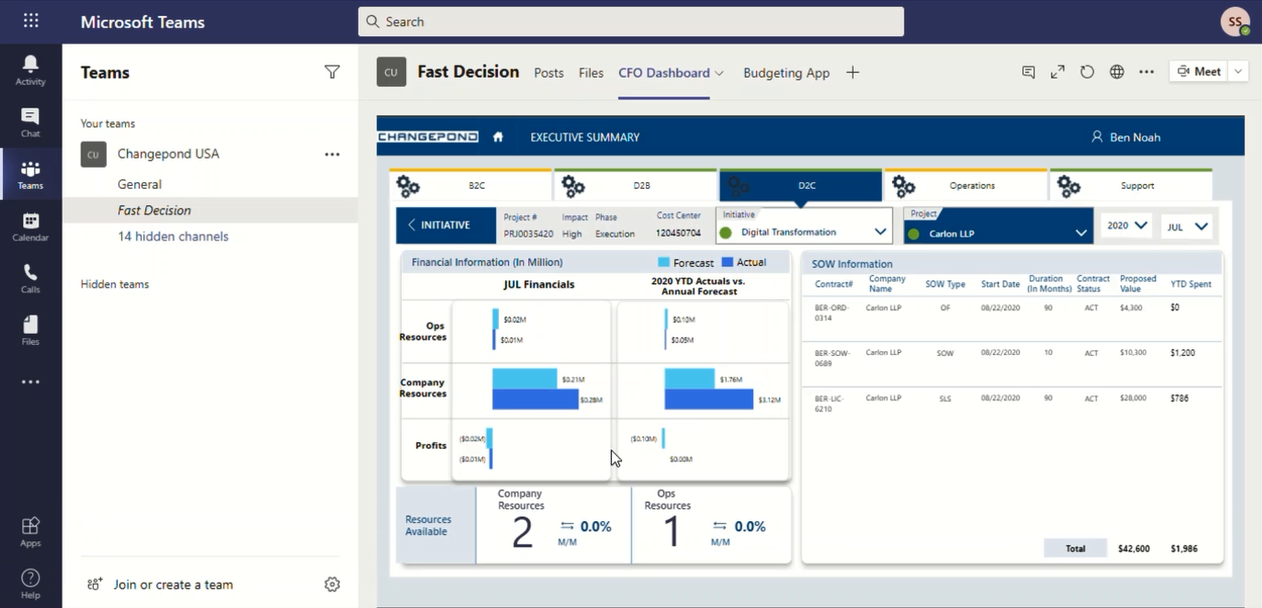 Microsoft Teams
Search
SS
Activity
Chat
Teams
Calendar
Calls
Files
Apps
Help
Teams
Your teams
CU Changepond USA
General
Fast Decision
14 hidden channels
Hidden teams
Join or create a team
CU Fast Decision Posts Files CFO Dashboard Budgeting App
Meet
CHANGEPOND EXECUTIVE SUMMARY Ben Noah
B2C D2B D2C Operations Support
INITIATIVE
Project # Impact Phase Cost Center
PRJ0035420 High Execution 120450704
Initiative
Digital Transformation
Project
Carlon LLP
2020 JUL
Financial Information (In Million) Forecast Actual
JUL Financials
2020 YTD Actuals vs.
Annual Forecast
Ops
Resources
$0.02M
$0.01M
$0.10M
$0.05M
Company
Resources
$0.21M
$0.28M
$1.76M
$3.12M
Profits
($0.02M)
($0.01M)
($0.10M)
$0.00M
Resources
Available
Company
Resources
2 0.0%
M/M
Ops
Resources
1 0.0%
M/M
SOW Information
Contract# Company Name SOW Type Start Date Duration (In Months) Contract Status Proposed Value YTD Spent
BER-ORD-0314 Carlon LLP OF 08/22/2020 90 ACT $4,300 $0
BER-SOW-0689 Carlon LLP SOW 08/22/2020 10 ACT $10,300 $1,200
BER-LIC-6210 Carlon LLP SLS 08/22/2020 90 ACT $28,000 $786
Total $42,600 $1,986